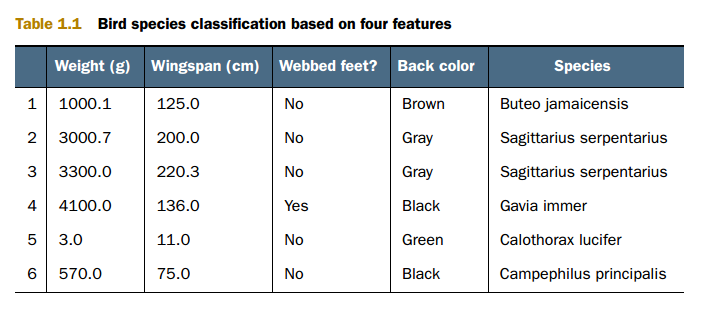 Table 1.1 Bird species classification based on four features
Weight (g) Wingspan (cm) Webbed feet? Back color Species
1 1000.1 125.0 No Brown Buteo jamaicensis
2 3000.7 200.0 No Gray Sagittarius serpentarius
3 3300.0 220.3 No Gray Sagittarius serpentarius
4 4100.0 136.0 Yes Black Gavia immer
5 3.0 11.0 No Green Calothorax lucifer
6 570.0 75.0 No Black Campephilus principalis